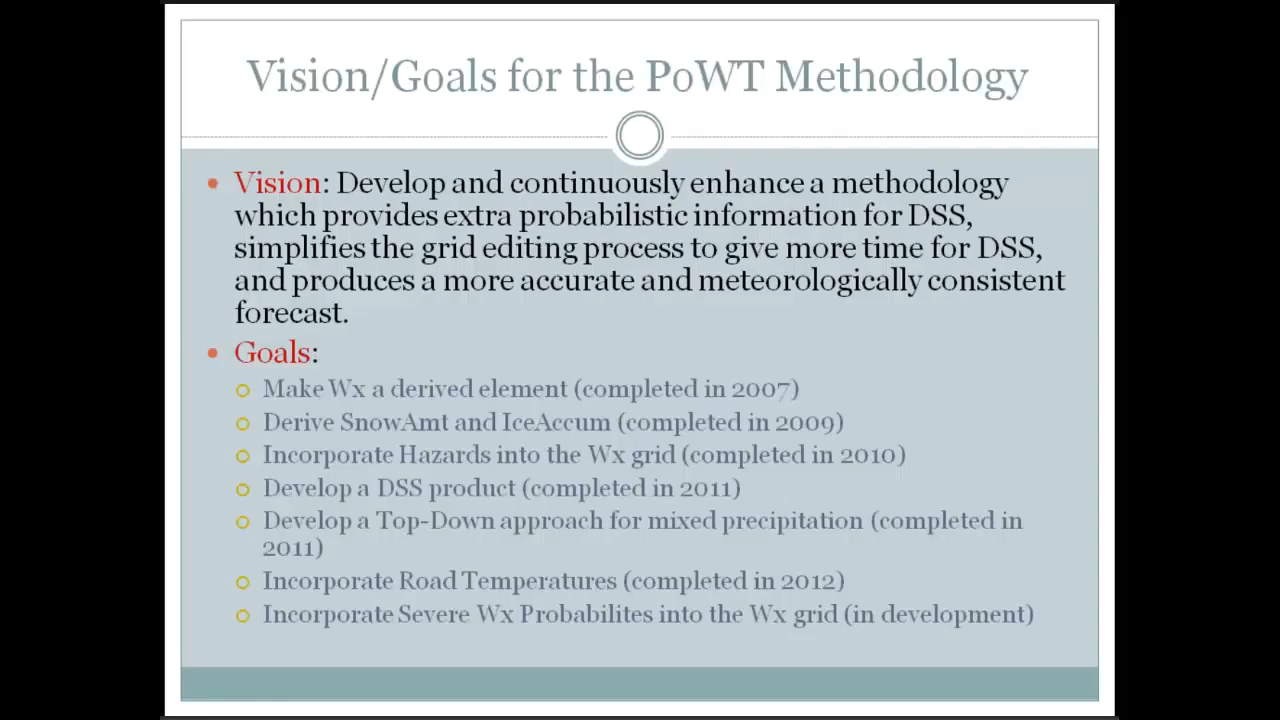 Vision/Goals for the PoWT Methodology
• Vision: Develop and continuously enhance a methodology
which provides extra probabilistic information for DSS,
simplifies the grid editing process to give more time for DSS,
and produces a more accurate and meteorologically consistent
forecast.
• Goals:
Make Wx a derived element (completed in 2007)
Derive SnowAmt and IceAccum (completed in 2009)
Incorporate Hazards into the Wx grid (completed in 2010)
Develop a DSS product (completed in 2011)
Develop a Top-Down approach for mixed precipitation (completed in
2011)
Incorporate Road Temperatures (completed in 2012)
Incorporate Severe Wx Probabilites into the Wx grid (in development)